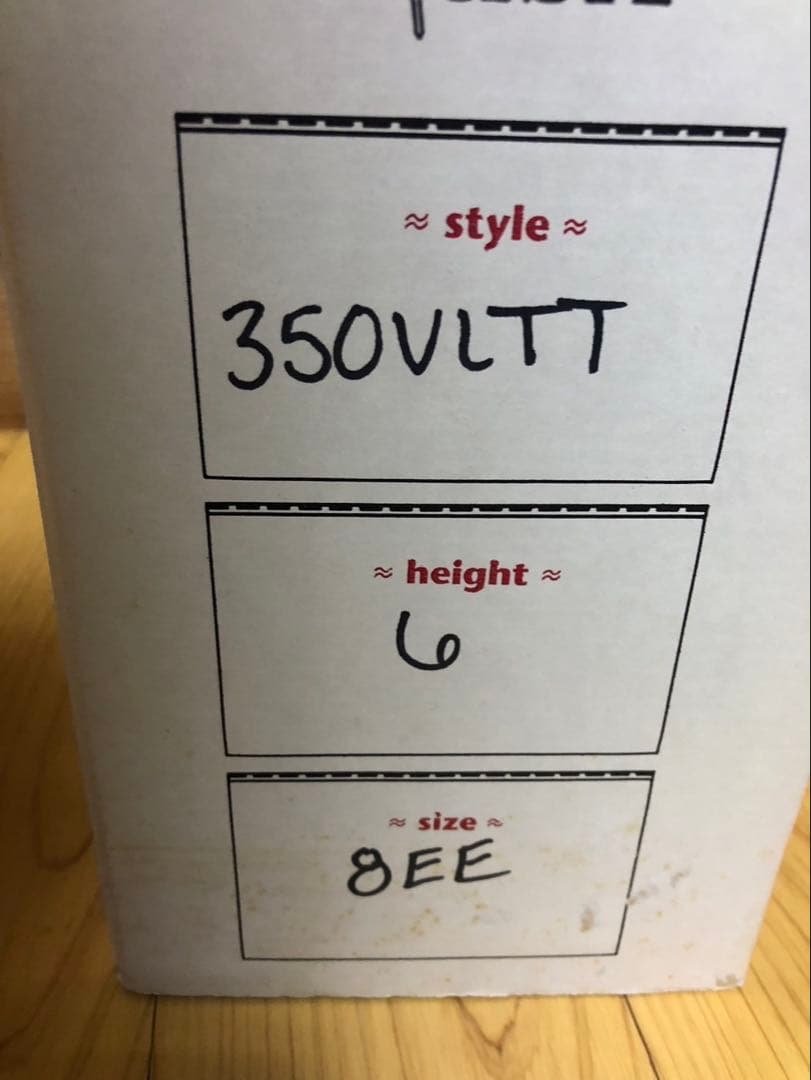 ≈ style ≈
350VLTT
≈ height ≈
6
≈ size ≈
8EE